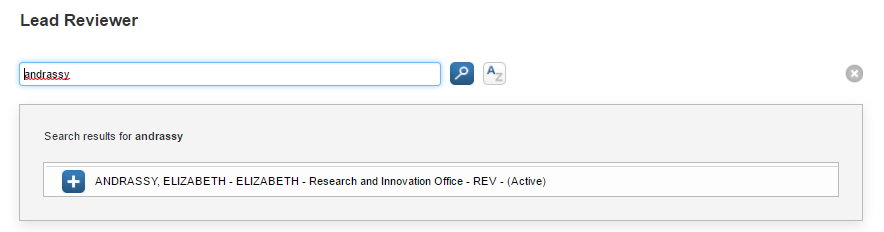 Lead Reviewer
andrassy
A
Z
Search results for andrassy
ANDRASSY, ELIZABETH - ELIZABETH - Research and Innovation Office - REV - (Active)